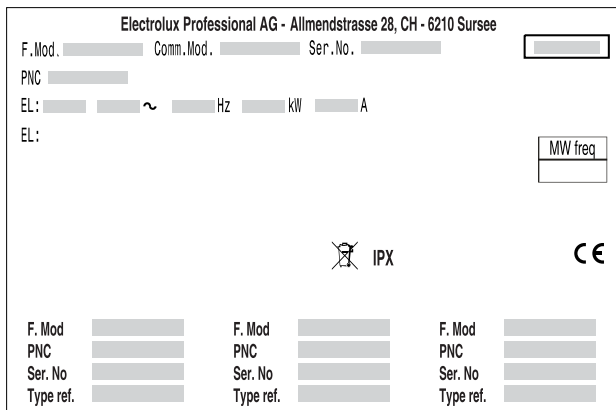 Electrolux Professional AG - Allmendstrasse 28, CH - 6210 Sursee
F.Mod. Comm.Mod. Ser.No.
PNC
EL: ~ Hz kW A
EL:
MW freq
IPX CE
F. Mod F. Mod F. Mod
PNC PNC PNC
Ser. No Ser. No Ser. No
Type ref. Type ref. Type ref.